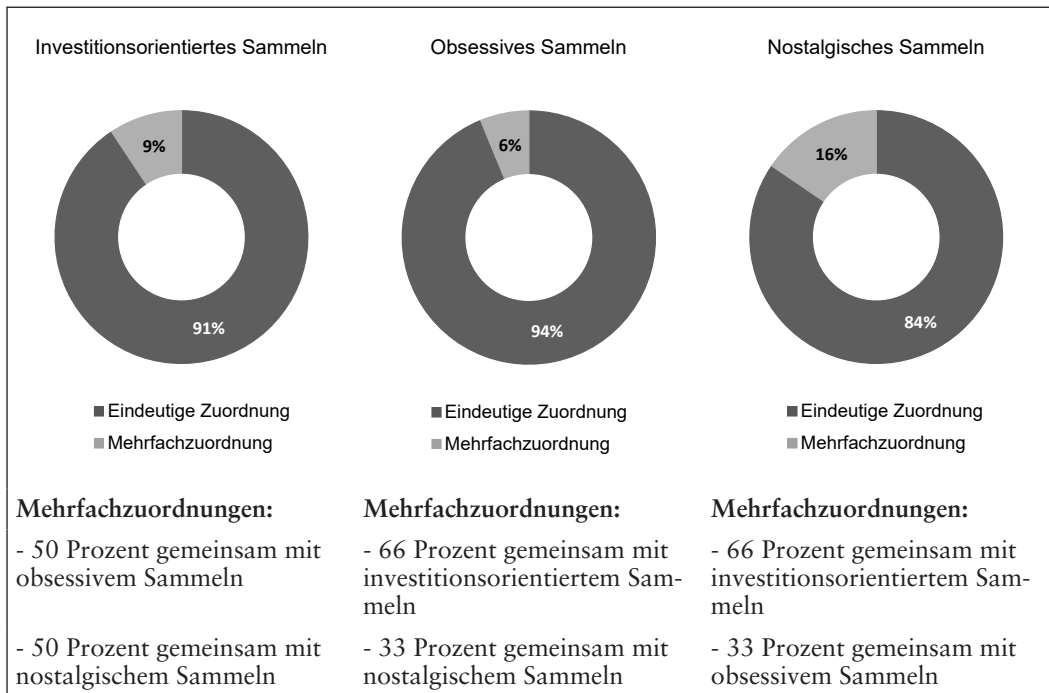 Investitionsorientiertes Sammeln
9%
91%
■ Eindeutige Zuordnung
■ Mehrfachzuordnung
Mehrfachzuordnungen:
- 50 Prozent gemeinsam mit
obsessivem Sammeln
- 50 Prozent gemeinsam mit
nostalgischem Sammeln
Obsessives Sammeln
6%
94%
■ Eindeutige Zuordnung
■ Mehrfachzuordnung
Mehrfachzuordnungen:
- 66 Prozent gemeinsam mit
investitionsorientiertem Sam-
meln
- 33 Prozent gemeinsam mit
nostalgischem Sammeln
Nostalgisches Sammeln
16%
84%
■ Eindeutige Zuordnung
■ Mehrfachzuordnung
Mehrfachzuordnungen:
- 66 Prozent gemeinsam mit
investitionsorientiertem Sam-
meln
- 33 Prozent gemeinsam mit
obsessivem Sammeln